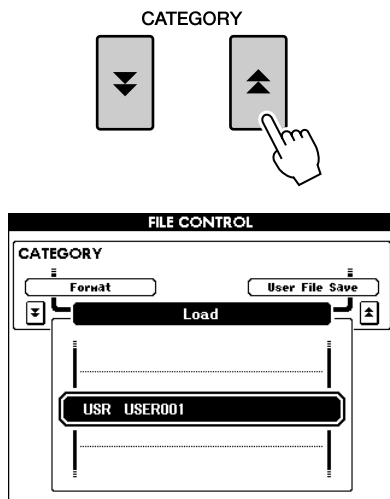 CATEGORY
FILE CONTROL
CATEGORY
Format User File Save
Load
USR USER001